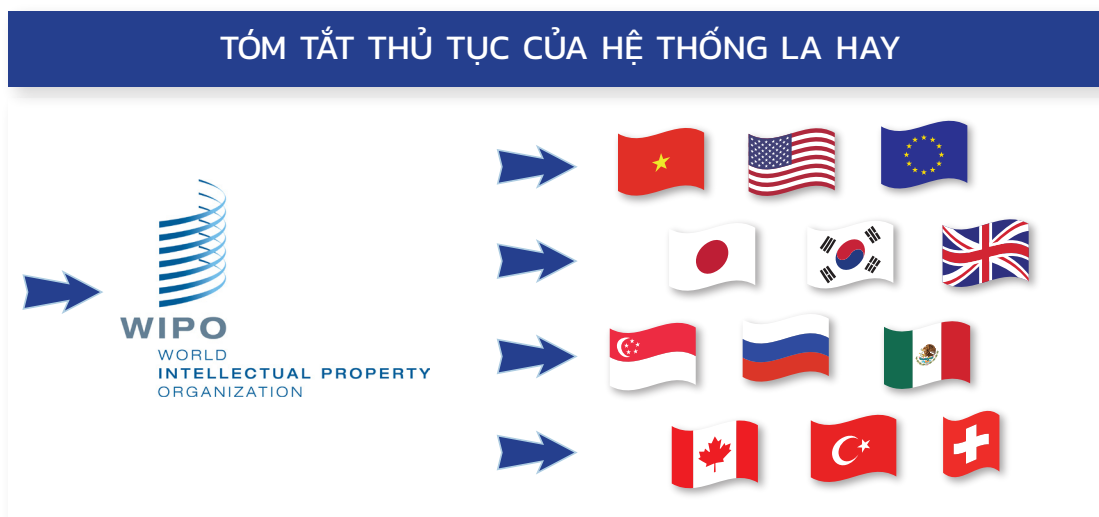 TÓM TẮT THỦ TỤC CỦA HỆ THỐNG LA HAY
WIPO
WORLD
INTELLECTUAL PROPERTY
ORGANIZATION